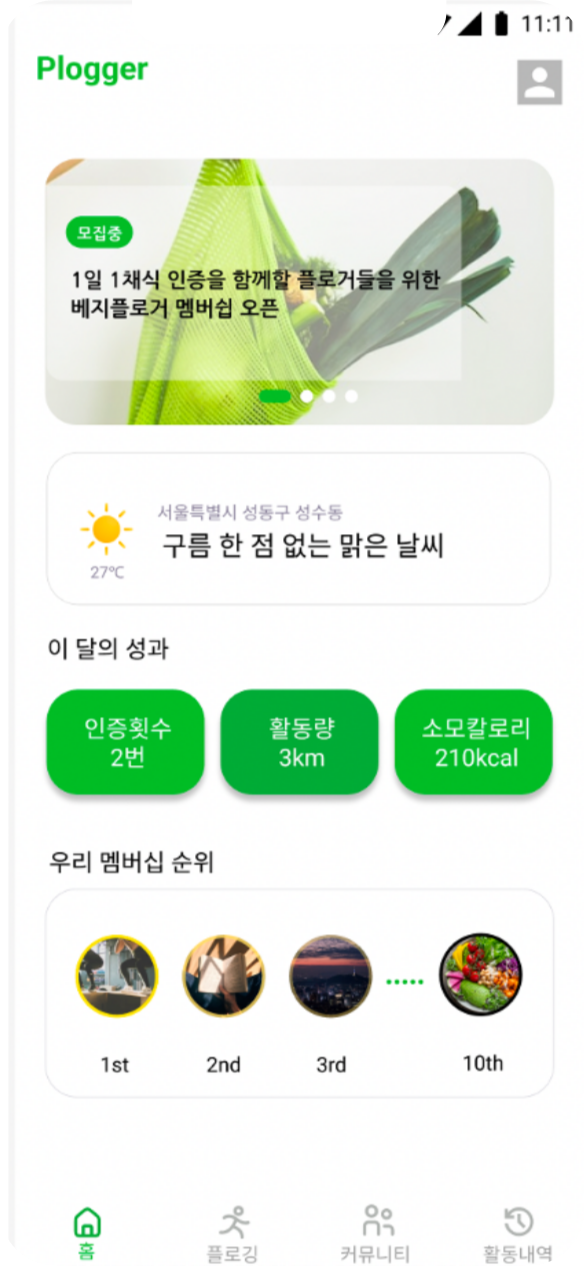 11:11
Plogger
모집중
1일 1채식 인증을 함께할 플로거들을 위한
베지플로거 멤버쉽 오픈
서울특별시 성동구 성수동
구름 한 점 없는 맑은 날씨
27℃
이 달의 성과
인증횟수
2번
활동량
3km
소모칼로리
210kcal
우리 멤버십 순위
1st
2nd
3rd
10th
홈
플로깅
커뮤니티
활동내역